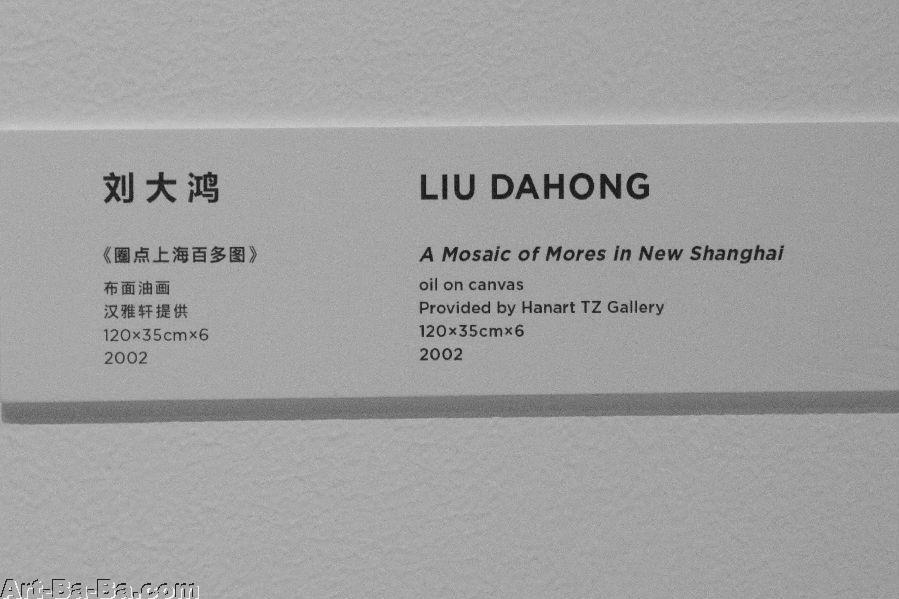 刘大鸿
《圈点上海百多图》
布面油画
汉雅轩提供
120×35cm×6
2002
LIU DAHONG
A Mosaic of Mores in New Shanghai
oil on canvas
Provided by Hanart TZ Gallery
120×35cm×6
2002
Art-Ba-Ba.com